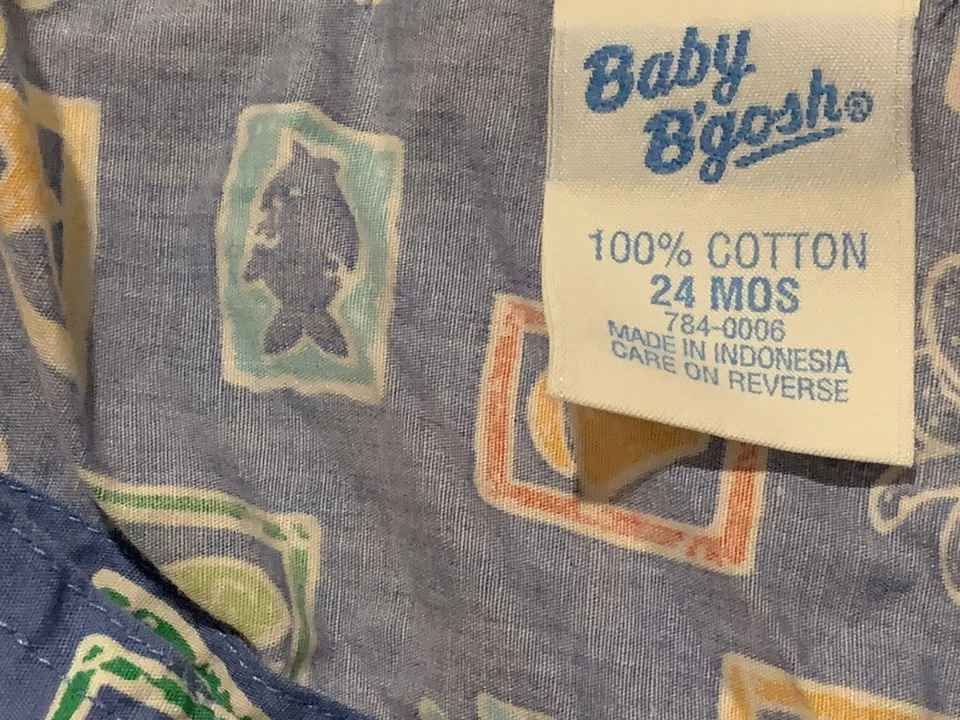 Baby
B'gosh®
100% COTTON
24 MOS
784-0006
MADE IN INDONESIA
CARE ON REVERSE